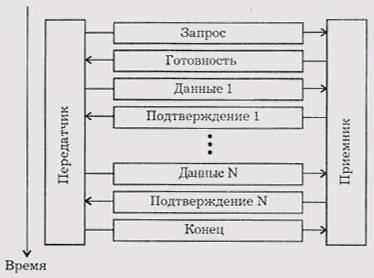 Запрос
Готовность
Данные 1
Подтверждение 1
Передатчик
Приемник
Данные N
Подтверждение N
Конец
Время